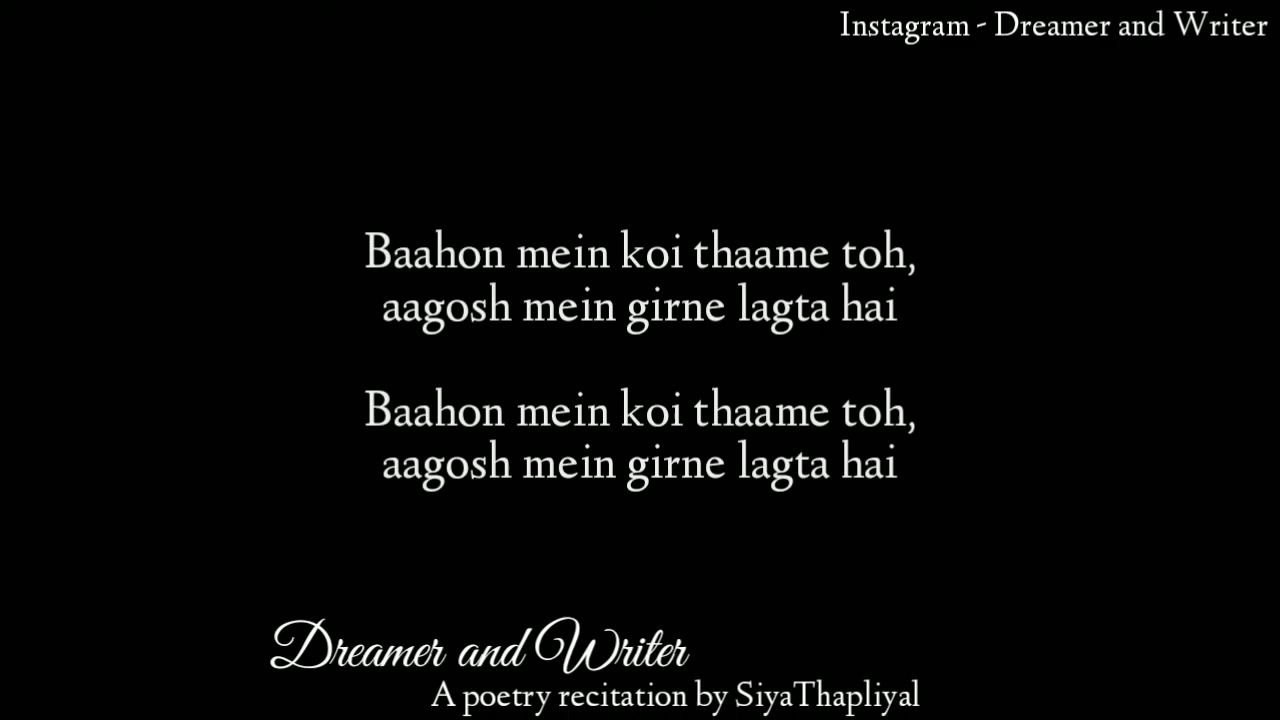 Instagram - Dreamer and Writer
Baahon mein koi thaame toh,
aagosh mein girne lagta hai
Baahon mein koi thaame toh,
aagosh mein girne lagta hai
Dreamer and Writer
A poetry recitation by SiyaThapliyal